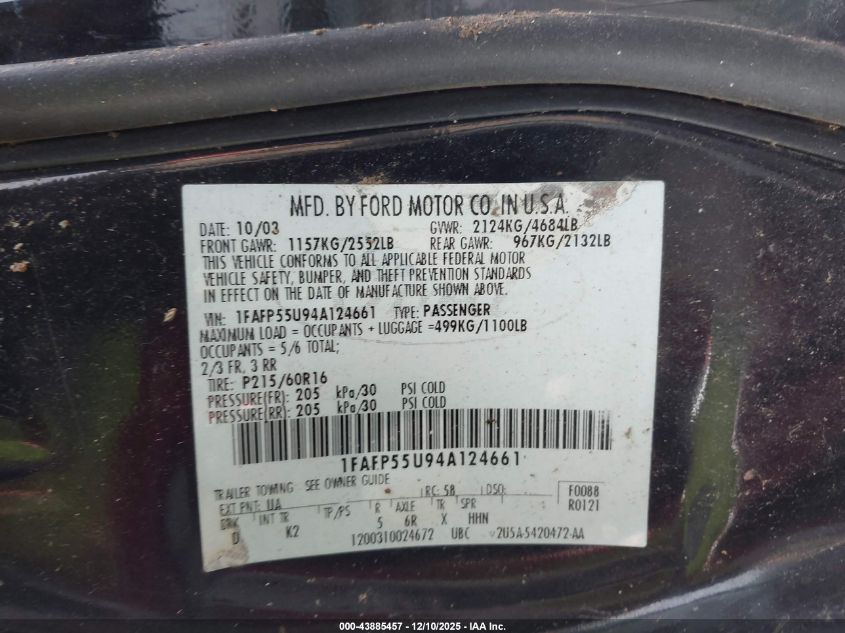 MFD. BY FORD MOTOR CO. IN U.S.A.
DATE: 10/03 GVWR: 2124KG/4684LB
FRONT GAWR: 1157KG/2552LB REAR GAWR: 967KG/2132LB
THIS VEHICLE CONFORMS TO ALL APPLICABLE FEDERAL MOTOR
VEHICLE SAFETY, BUMPER, AND THEFT PREVENTION STANDARDS
IN EFFECT ON THE DATE OF MANUFACTURE SHOWN ABOVE.
VIN: 1FAFP55U94A124661 TYPE: PASSENGER
MAXIMUM LOAD = OCCUPANTS + LUGGAGE =499KG/1100LB
OCCUPANTS = 5/6 TOTAL;
2/3 FR, 3 RR
TIRE: P215/60R16
PRESSURE(FR): 205 kPa/30 PSI COLD
PRESSURE(RR): 205 kPa/30 PSI COLD
1FAFP55U94A124661
TRAILER TOWING: SEE OWNER GUIDE
EXT PNT: UA RC: 58 DSO: F0088
R0121
BRK INT TR TP/PS R AXLE TR SPR
D K2 5 6R X HHN
1200310024672 UBC v2U5A-5420472-AA
000-43885457 - 12/10/2025 - IAA Inc.